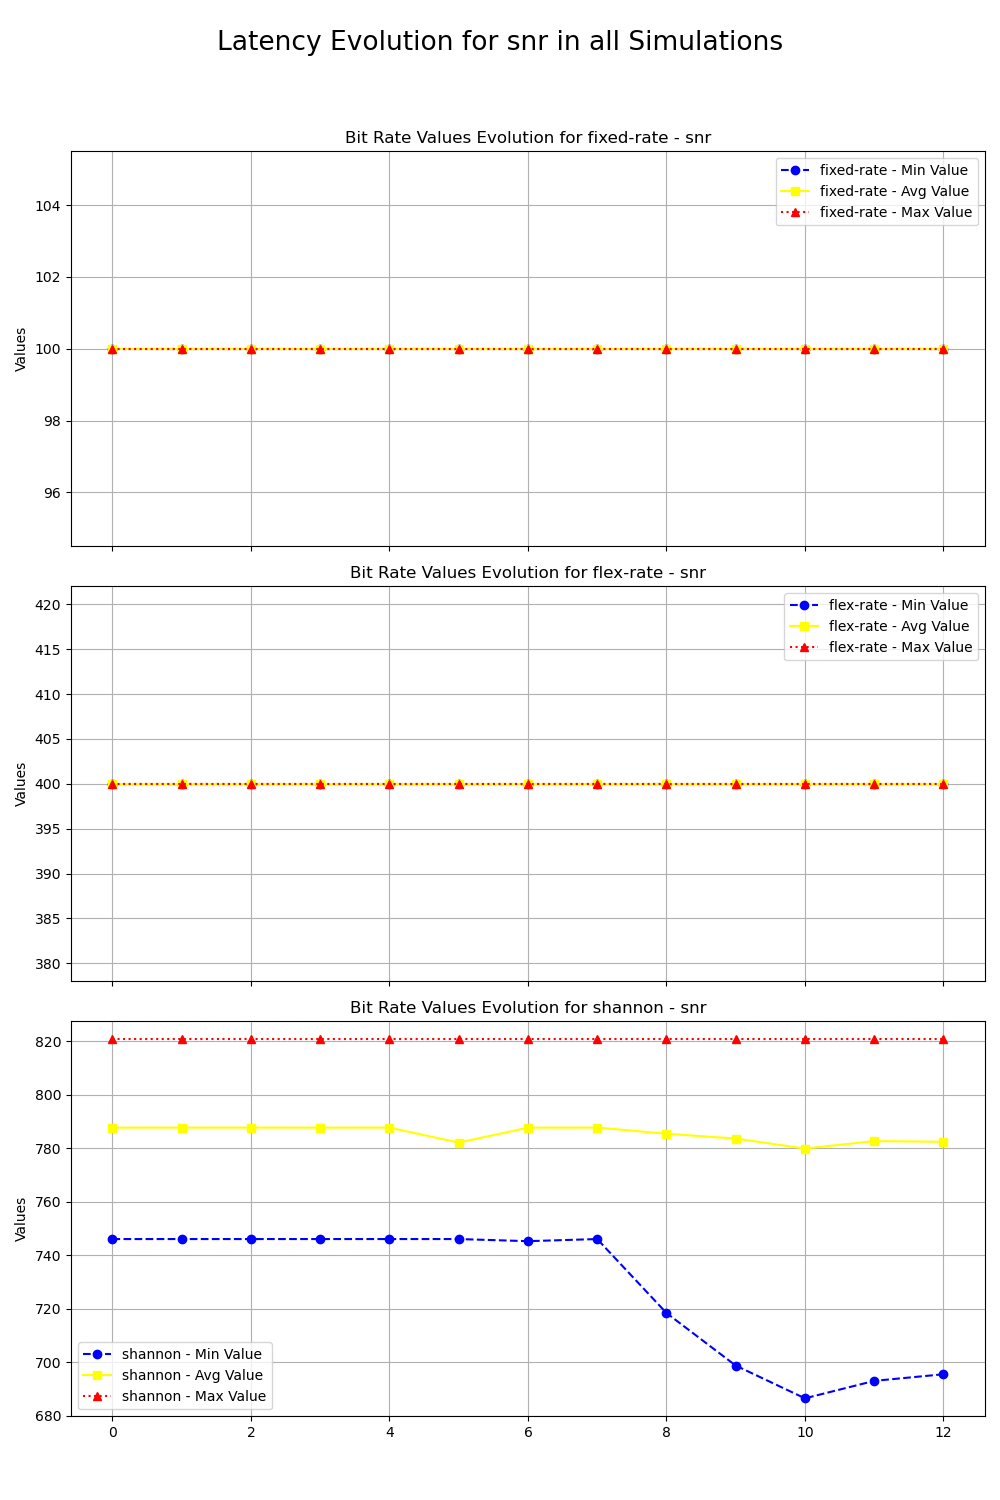 Latency Evolution for snr in all Simulations
Bit Rate Values Evolution for fixed-rate - snr
fixed-rate - Min Value
fixed-rate - Avg Value
fixed-rate - Max Value
104
102
100
98
96
Values
Bit Rate Values Evolution for flex-rate - snr
flex-rate - Min Value
flex-rate - Avg Value
flex-rate - Max Value
420
415
410
405
400
395
390
385
380
Values
Bit Rate Values Evolution for shannon - snr
820
800
780
760
740
720
700
680
Values
shannon - Min Value
shannon - Avg Value
shannon - Max Value
0 2 4 6 8 10 12